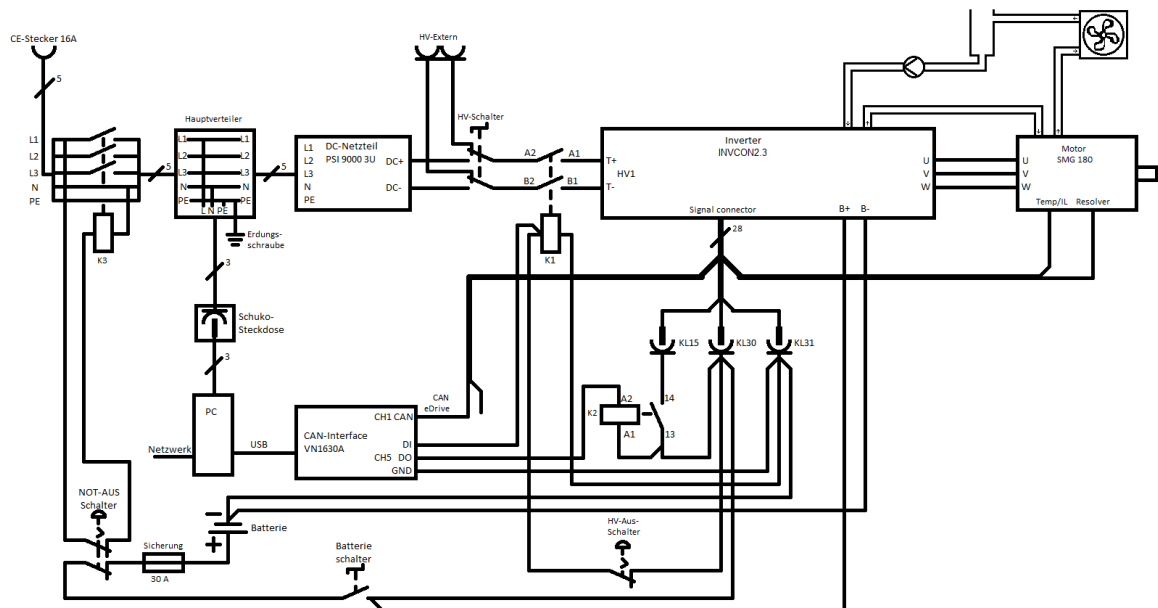 CE-Stecker 16A
5
L1
L2
L3
N
PE
K3
5
Hauptverteiler
L1
L1
L2
L2
L3
L3
N
N
PE
PE
L N PE
Erdungs-
schraube
5
3
Schuko-
Steckdose
3
PC
Netzwerk
USB
L1
L2
L3
N
PE
DC-Netzteil
PSI 9000 3U
DC+
DC-
HV-Extern
HV-Schalter
A2
A1
B2
B1
K1
Inverter
INVCON2.3
T+
HV1
T-
U
V
W
Signal connector
B+
B-
28
Motor
SMG 180
U
V
W
Temp/IL
Resolver
KL15
KL30
KL31
K2
A2
A1
14
13
CAN
eDrive
CAN-Interface
VN1630A
CH1 CAN
DI
CH5 DO
GND
NOT-AUS
Schalter
Sicherung
30 A
Batterie
Batterie
schalter
HV-Aus-
Schalter